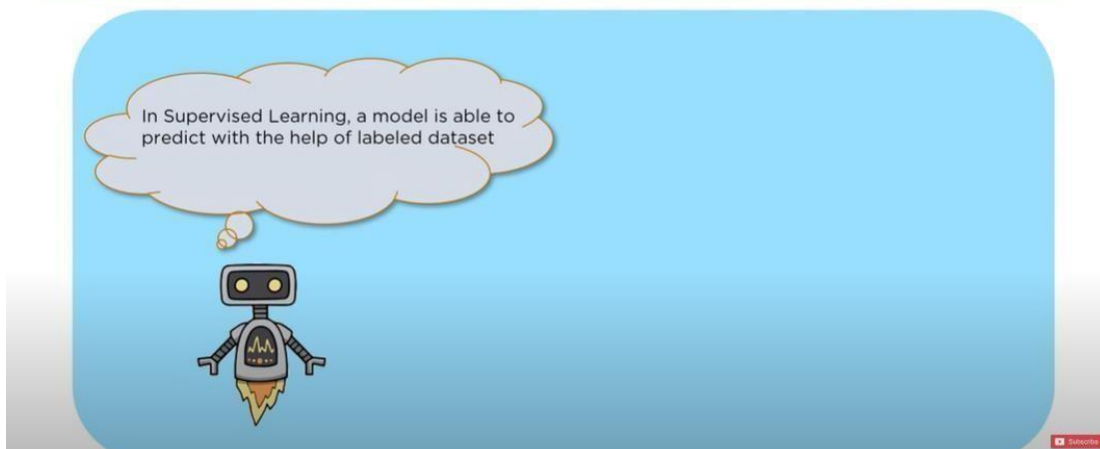 In Supervised Learning, a model is able to
predict with the help of labeled dataset
Subscribe